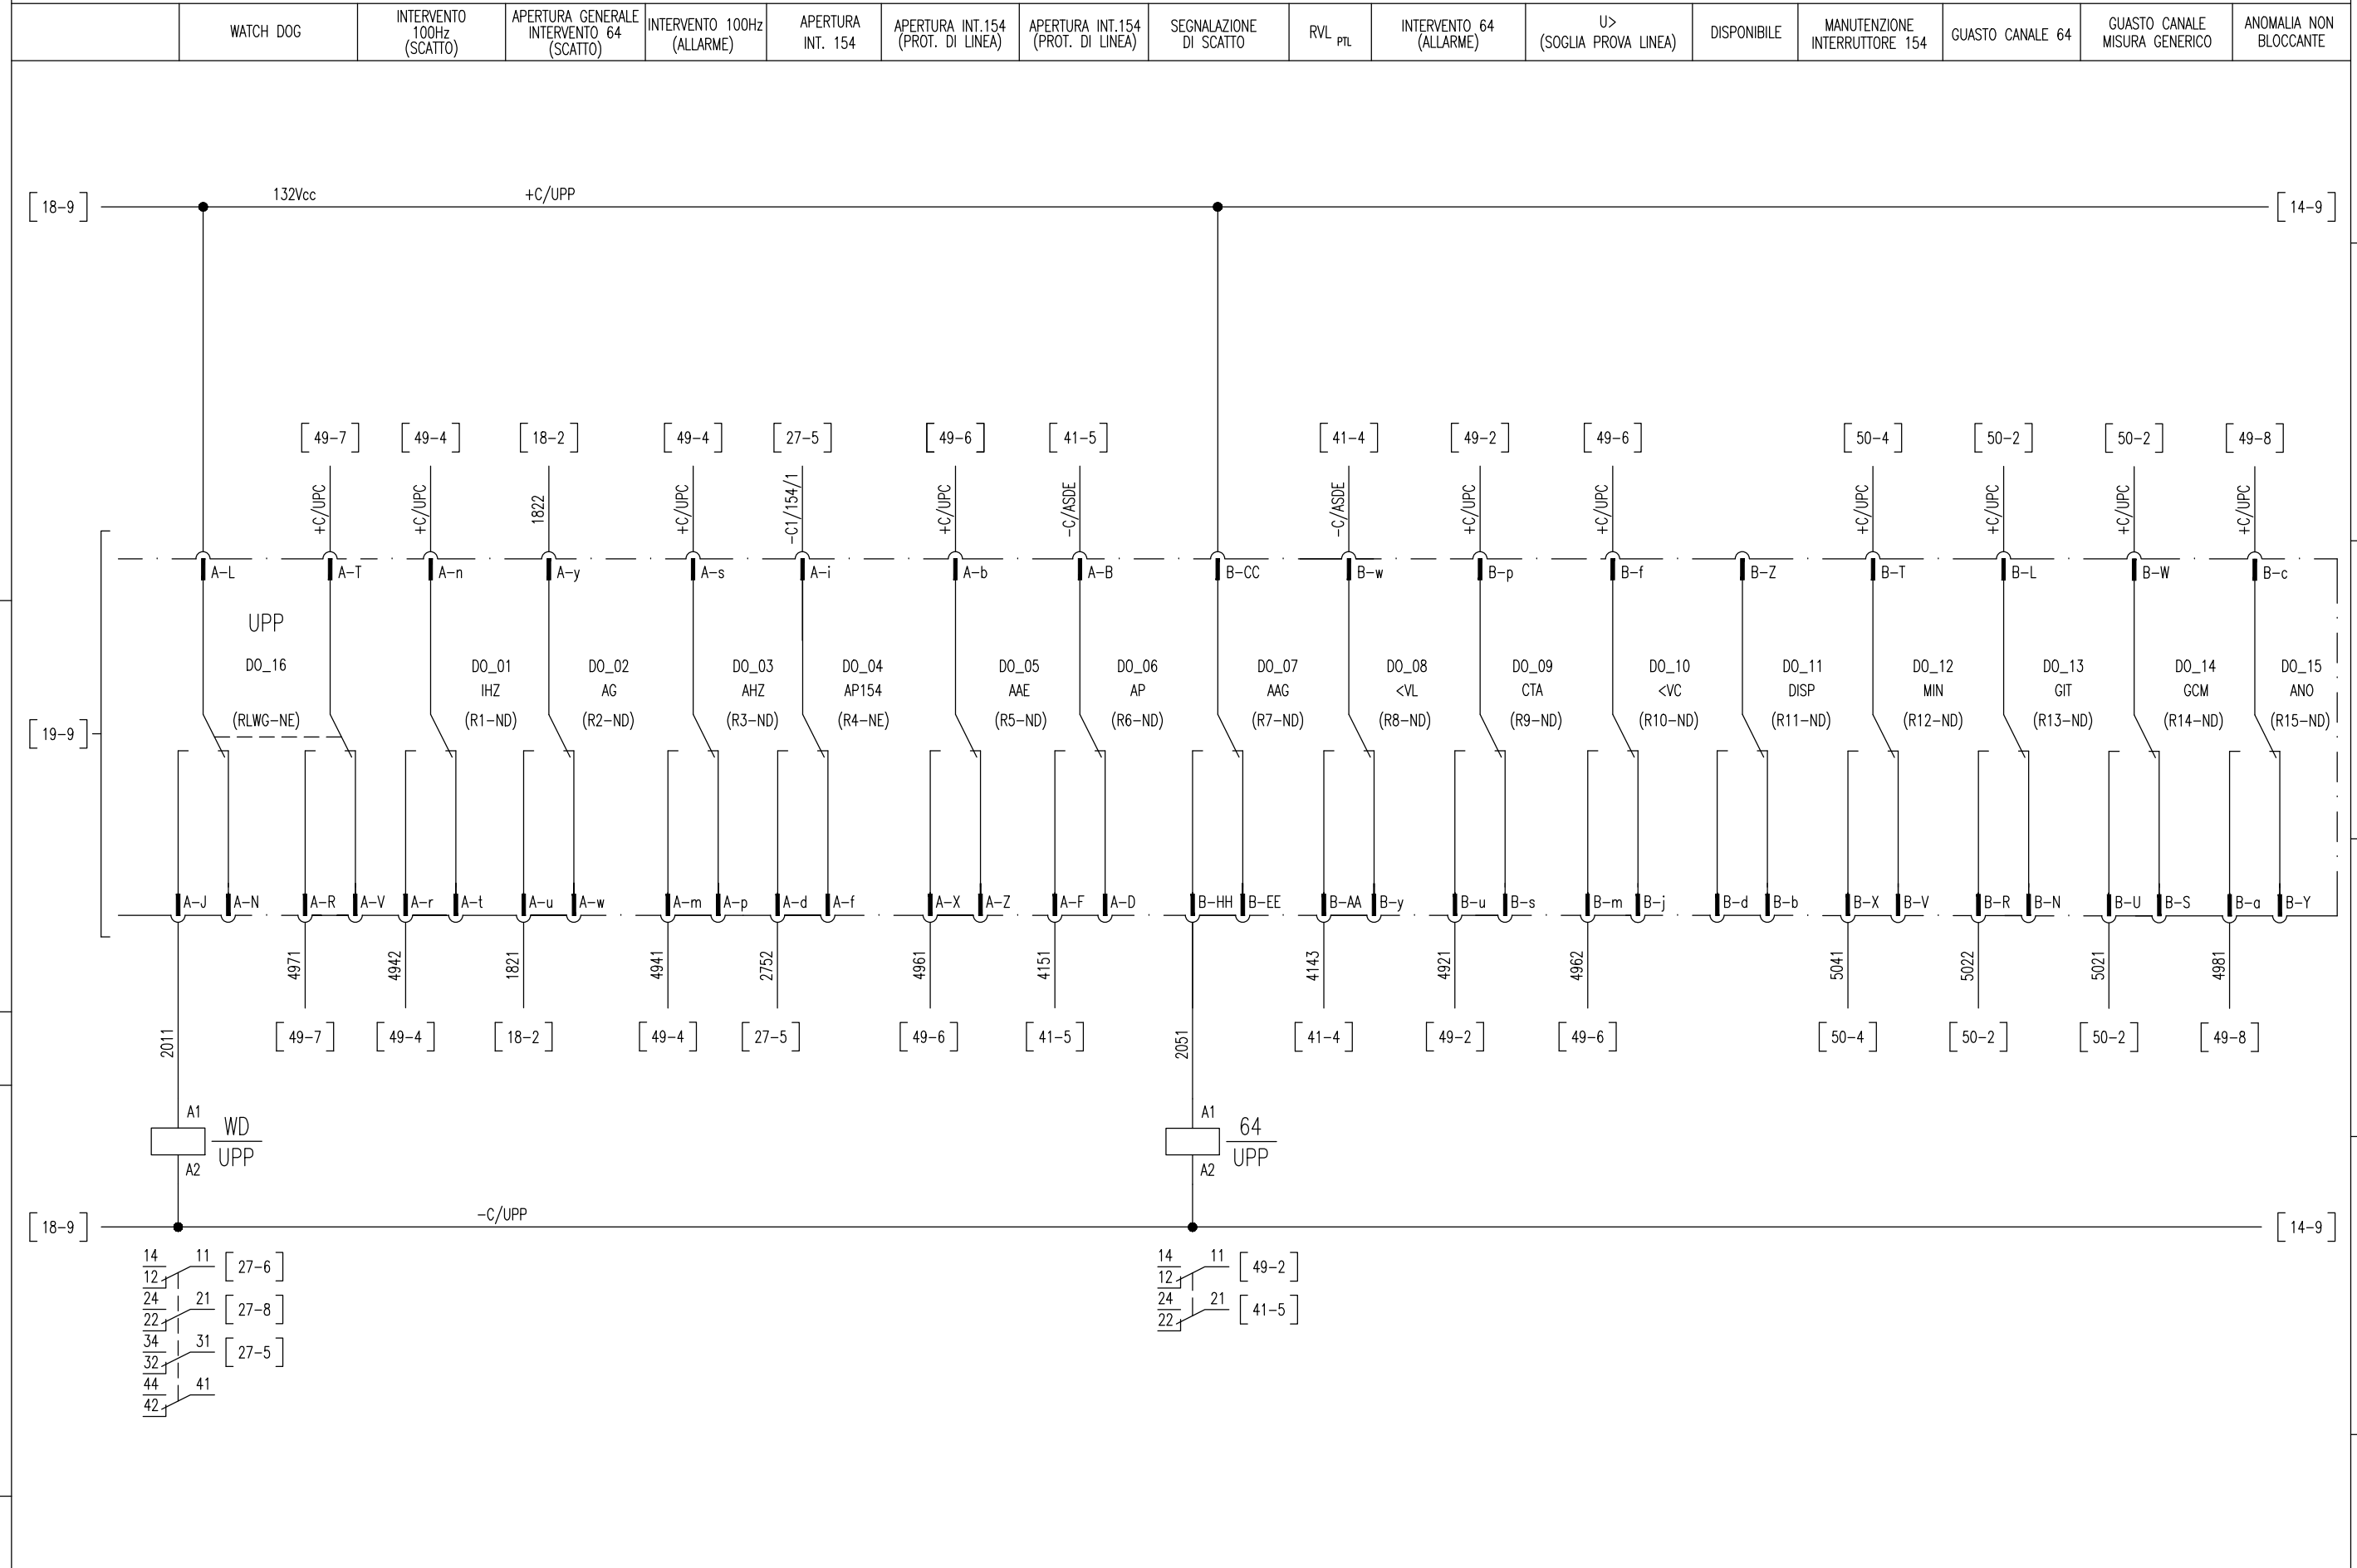 WATCH DOG
INTERVENTO
100Hz
(SCATTO)
APERTURA GENERALE
INTERVENTO 64
(SCATTO)
INTERVENTO 100Hz
(ALLARME)
APERTURA
INT. 154
APERTURA INT.154
(PROT. DI LINEA)
APERTURA INT.154
(PROT. DI LINEA)
SEGNALAZIONE
DI SCATTO
RVL PTL
INTERVENTO 64
(ALLARME)
U>
(SOGLIA PROVA LINEA)
DISPONIBILE
MANUTENZIONE
INTERRUTTORE 154
GUASTO CANALE 64
GUASTO CANALE
MISURA GENERICO
ANOMALIA NON
BLOCCANTE
[18-9] 132Vcc +C/UPP [14-9]
[49-7] [49-4] [18-2] [49-4] [27-5] [49-6] [41-5] [41-4] [49-2] [49-6] [50-4] [50-2] [50-2] [49-8]
+C/UPC +C/UPC 1822 +C/UPC -C1/154/1 +C/UPC -C/ASDE -C/ASDE +C/UPC +C/UPC +C/UPC +C/UPC +C/UPC +C/UPC
A-L A-T A-n A-y A-s A-i A-b A-B B-CC B-w B-p B-f B-Z B-T B-L B-W B-c
UPP
DO_16 DO_01 DO_02 DO_03 DO_04 DO_05 DO_06 DO_07 DO_08 DO_09 DO_10 DO_11 DO_12 DO_13 DO_14 DO_15
IHZ AG AHZ AP154 AAE AP AAG <VL CTA <VC DISP MIN GIT GCM ANO
(RLWG-NE) (R1-ND) (R2-ND) (R3-ND) (R4-NE) (R5-ND) (R6-ND) (R7-ND) (R8-ND) (R9-ND) (R10-ND) (R11-ND) (R12-ND) (R13-ND) (R14-ND) (R15-ND)
[19-9]
A-J A-N A-R A-V A-r A-t A-u A-w A-m A-p A-d A-f A-X A-Z A-F A-D B-HH B-EE B-AA B-y B-u B-s B-m B-j B-d B-b B-X B-V B-R B-N B-U B-S B-a B-Y
4971 4942 1821 4941 2752 4961 4151 4143 4921 4962 5041 5022 5021 4981
2011 [49-7] [49-4] [18-2] [49-4] [27-5] [49-6] [41-5] 2051 [41-4] [49-2] [49-6] [50-4] [50-2] [50-2] [49-8]
A1 A1
WD 64
UPP UPP
A2 A2
[18-9] -C/UPP [14-9]
14 11 [27-6] 14 11 [49-2]
12 12
24 21 [27-8] 24 21 [41-5]
22 22
34 31 [27-5]
32
44 41
42